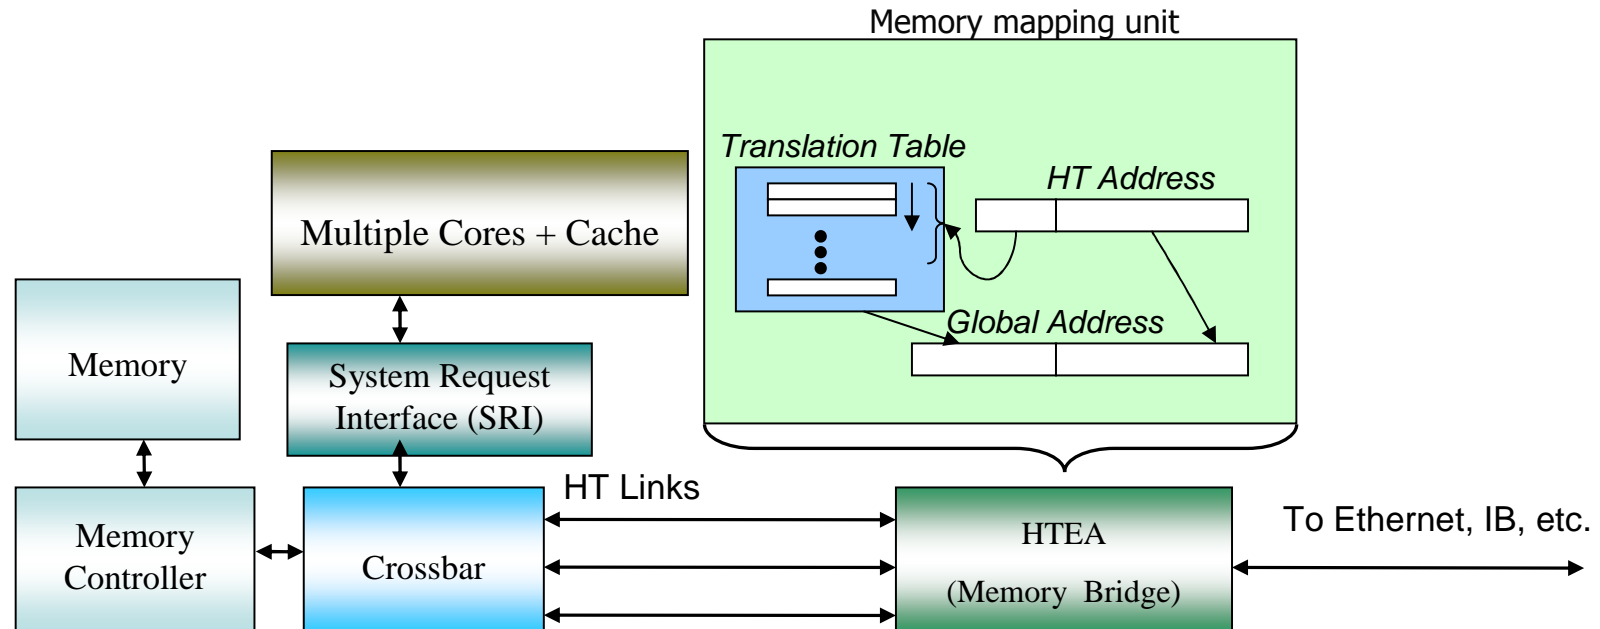 Memory mapping unit
Translation Table
HT Address
Multiple Cores + Cache
Global Address
Memory
System Request
Interface (SRI)
HT Links
To Ethernet, IB, etc.
Memory
Controller
Crossbar
HTEA
(Memory Bridge)